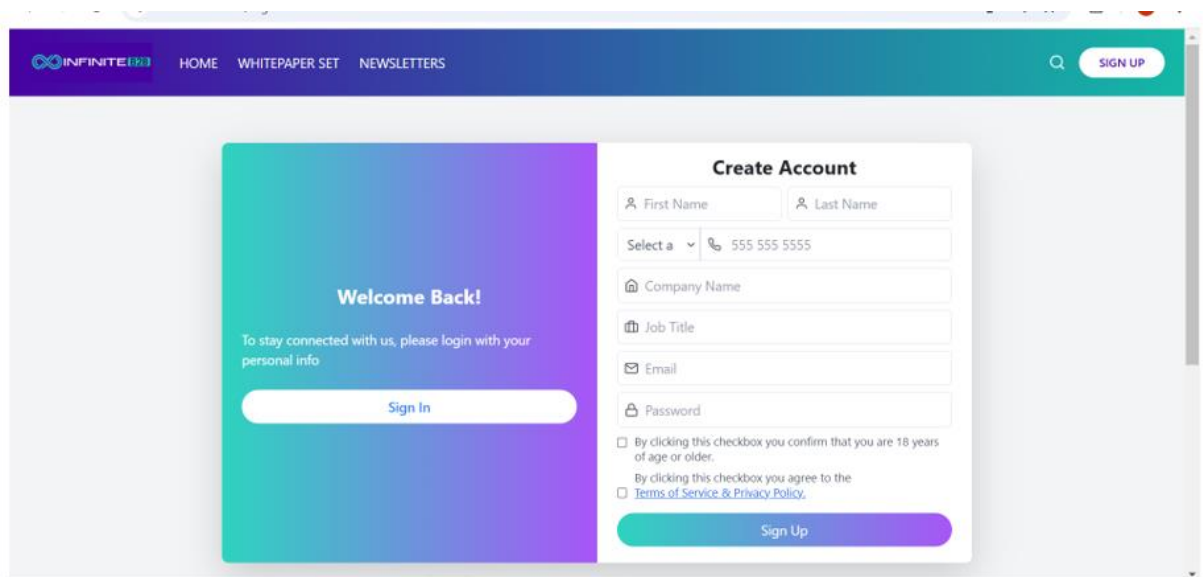 INFINITE B2B HOME WHITEPAPER SET NEWSLETTERS SIGN UP
Welcome Back!
To stay connected with us, please login with your
personal info
Sign In
Create Account
First Name Last Name
Select a 555 555 5555
Company Name
Job Title
Email
Password
By clicking this checkbox you confirm that you are 18 years
of age or older.
By clicking this checkbox you agree to the
Terms of Service & Privacy Policy.
Sign Up